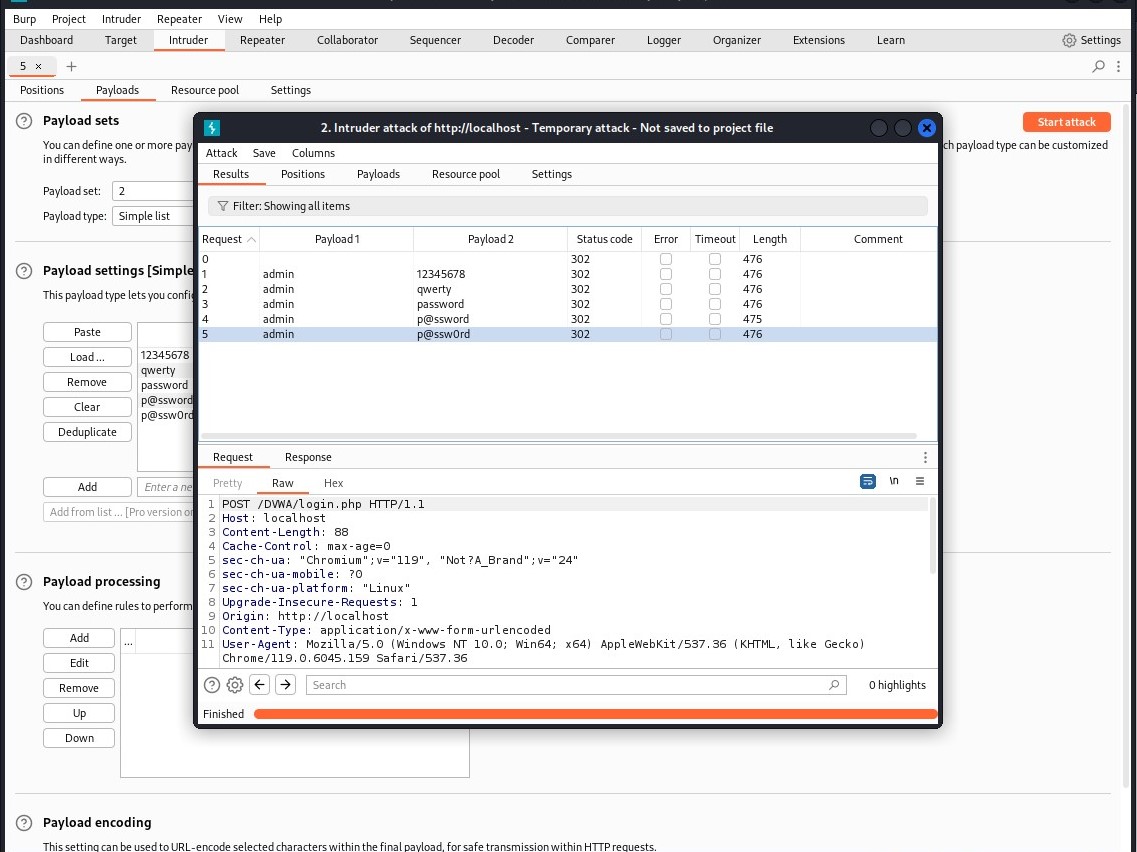 Burp Project Intruder Repeater View Help
Dashboard Target Intruder Repeater Collaborator Sequencer Decoder Comparer Logger Organizer Extensions Learn Settings
5 × +
Positions Payloads Resource pool Settings
? Payload sets
Start attack
You can define one or more pay
ch payload type can be customized
in different ways.
Payload set: 2
Payload type: Simple list
? Payload settings [Simple
This payload type lets you config
Paste
Load ...
Remove
Clear
Deduplicate
12345678
qwerty
password
p@ssword
p@ssw0rd
Add Enter a ne
Add from list ... [Pro version on
? Payload processing
You can define rules to perform
Add
Edit
Remove
Up
Down
...
? Payload encoding
This setting can be used to URL-encode selected characters within the final payload, for safe transmission within HTTP requests.
2. Intruder attack of http://localhost - Temporary attack - Not saved to project file
Attack Save Columns
Results Positions Payloads Resource pool Settings
Filter: Showing all items
Request Payload 1 Payload 2 Status code Error Timeout Length Comment
0 302 476
1 admin 12345678 302 476
2 admin qwerty 302 476
3 admin password 302 476
4 admin p@ssword 302 475
5 admin p@ssw0rd 302 476
Request Response
Pretty Raw Hex \n
1 POST /DVWA/login.php HTTP/1.1
2 Host: localhost
3 Content-Length: 88
4 Cache-Control: max-age=0
5 sec-ch-ua: "Chromium";v="119", "Not?A_Brand";v="24"
6 sec-ch-ua-mobile: ?0
7 sec-ch-ua-platform: "Linux"
8 Upgrade-Insecure-Requests: 1
9 Origin: http://localhost
10 Content-Type: application/x-www-form-urlencoded
11 User-Agent: Mozilla/5.0 (Windows NT 10.0; Win64; x64) AppleWebKit/537.36 (KHTML, like Gecko)
Chrome/119.0.6045.159 Safari/537.36
? Search 0 highlights
Finished